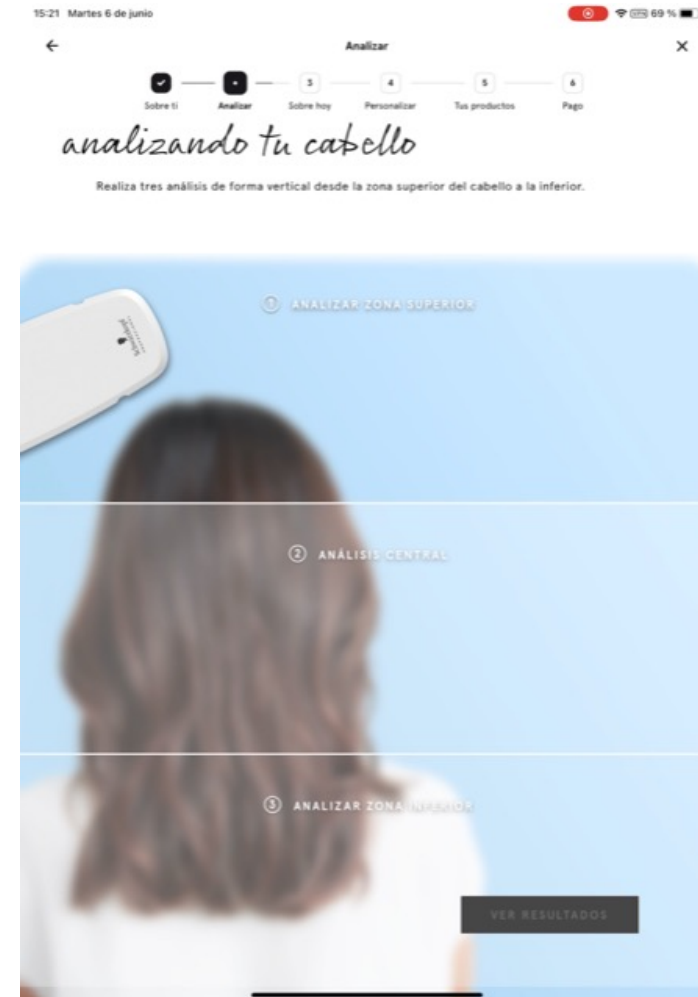 15:21 Martes 6 de junio
VPN 69 %
Analizar
3 4 5 6
Sobre ti Analizar Sobre hoy Personalizar Tus productos Pago
analizando tu cabello
Realiza tres análisis de forma vertical desde la zona superior del cabello a la inferior.
1 ANALIZAR ZONA SUPERIOR
Schwarzkopf
2 ANÁLISIS CENTRAL
3 ANALIZAR ZONA INFERIOR
VER RESULTADOS